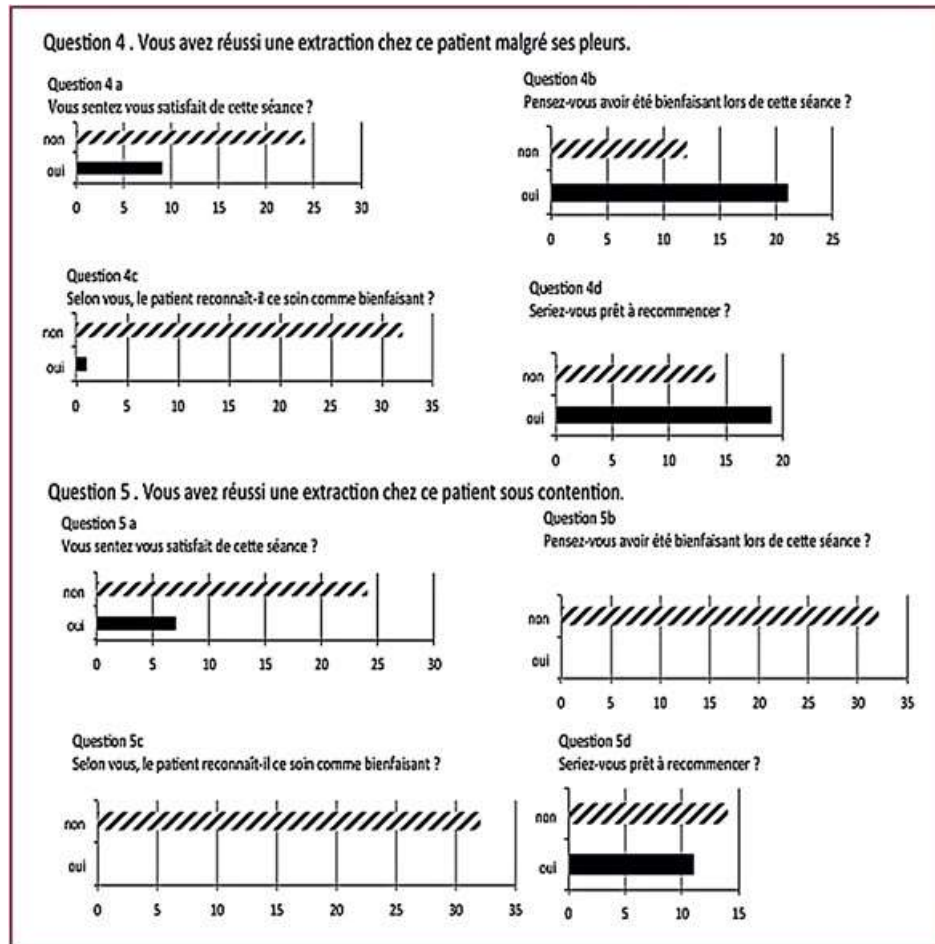 Question 4 . Vous avez réussi une extraction chez ce patient malgré ses pleurs.
Question 4 a
Vous sentez vous satisfait de cette séance ?
non
oui
0 5 10 15 20 25 30
Question 4b
Pensez-vous avoir été bienfaisant lors de cette séance ?
non
oui
0 5 10 15 20 25
Question 4c
Selon vous, le patient reconnaît-il ce soin comme bienfaisant ?
non
oui
0 5 10 15 20 25 30 35
Question 4d
Seriez-vous prêt à recommencer ?
non
oui
0 5 10 15 20
Question 5 . Vous avez réussi une extraction chez ce patient sous contention.
Question 5 a
Vous sentez vous satisfait de cette séance ?
non
oui
0 5 10 15 20 25 30
Question 5b
Pensez-vous avoir été bienfaisant lors de cette séance ?
non
oui
0 5 10 15 20 25 30 35
Question 5c
Selon vous, le patient reconnaît-il ce soin comme bienfaisant ?
non
oui
0 5 10 15 20 25 30 35
Question 5d
Seriez-vous prêt à recommencer ?
non
oui
0 5 10 15